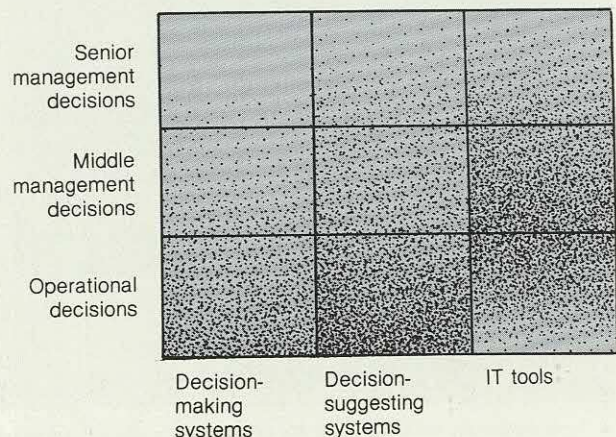 Senior
management
decisions
Middle
management
decisions
Operational
decisions
Decision-
making
systems
Decision-
suggesting
systems
IT tools